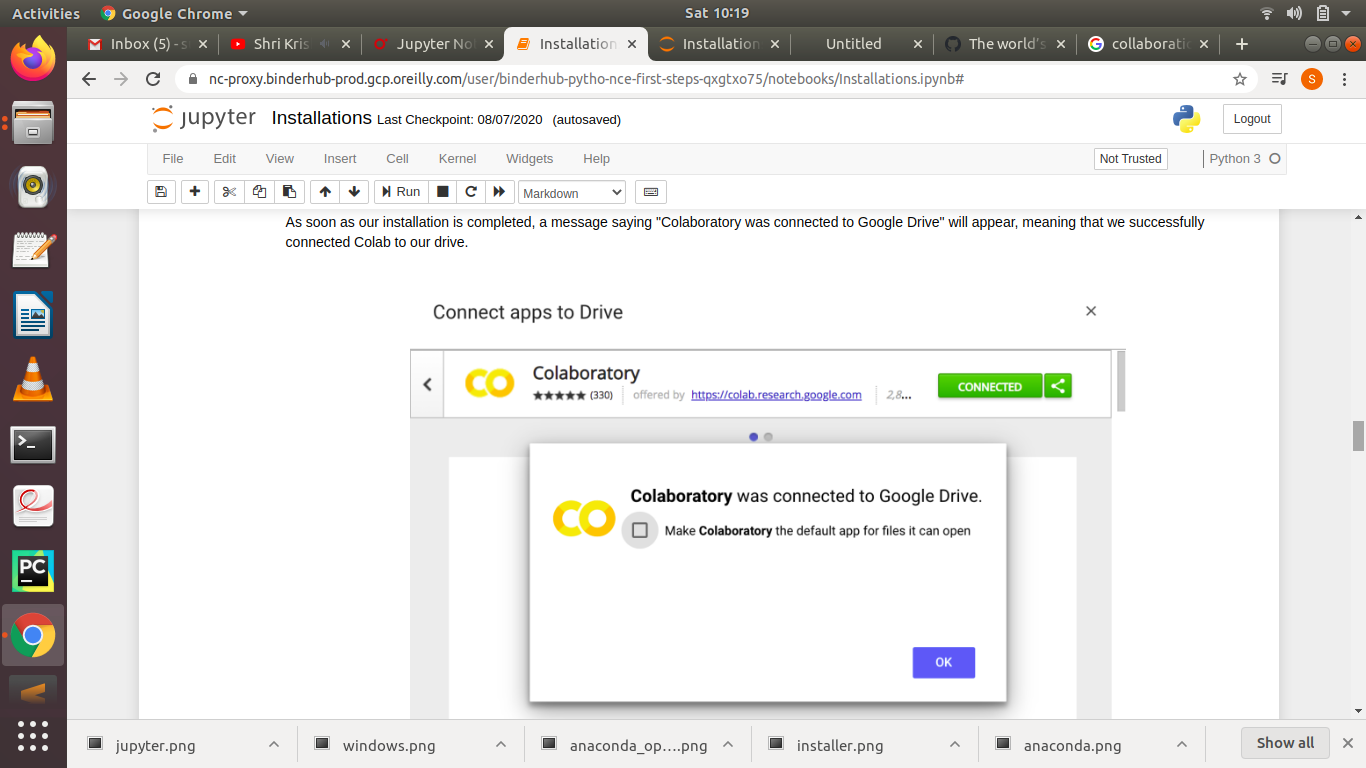 Activities Google Chrome Sat 10:19
Inbox (5) - s Shri Kris Jupyter No Installation Installation Untitled The world's collaborati
nc-proxy.binderhub-prod.gcp.oreilly.com/user/binderhub-pytho-nce-first-steps-qxgtxo75/notebooks/Installations.ipynb# S
jupyter Installations Last Checkpoint: 08/07/2020 (autosaved) Logout
File Edit View Insert Cell Kernel Widgets Help Not Trusted Python 3
Run Markdown
As soon as our installation is completed, a message saying "Colaboratory was connected to Google Drive" will appear, meaning that we successfully
connected Colab to our drive.
Connect apps to Drive
Colaboratory
(330) offered by https://colab.research.google.com 2,8... CONNECTED
Colaboratory was connected to Google Drive.
Make Colaboratory the default app for files it can open
OK
PC
jupyter.png windows.png anaconda_op....png installer.png anaconda.png Show all